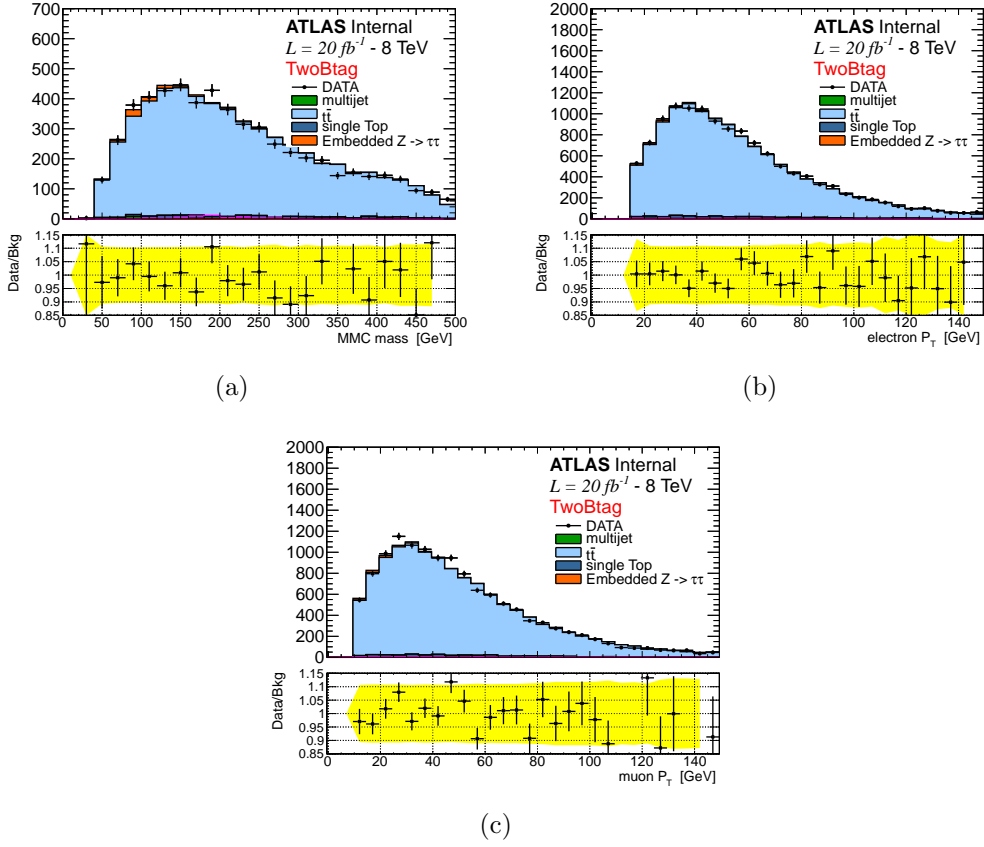 700
600
500
400
300
200
100
0
ATLAS Internal
L = 20 fb⁻¹ - 8 TeV
TwoBtag
DATA
multijet
tt̄
single Top
Embedded Z -> ττ
Data/Bkg
1.15
1.1
1.05
1
0.95
0.9
0.85
0 50 100 150 200 250 300 350 400 450 500
MMC mass [GeV]
(a)
2000
1800
1600
1400
1200
1000
800
600
400
200
0
ATLAS Internal
L = 20 fb⁻¹ - 8 TeV
TwoBtag
DATA
multijet
tt̄
single Top
Embedded Z -> ττ
Data/Bkg
1.15
1.1
1.05
1
0.95
0.9
0.85
0 20 40 60 80 100 120 140
electron P_T [GeV]
(b)
2000
1800
1600
1400
1200
1000
800
600
400
200
0
ATLAS Internal
L = 20 fb⁻¹ - 8 TeV
TwoBtag
DATA
multijet
tt̄
single Top
Embedded Z -> ττ
Data/Bkg
1.15
1.1
1.05
1
0.95
0.9
0.85
0 20 40 60 80 100 120 140
muon P_T [GeV]
(c)